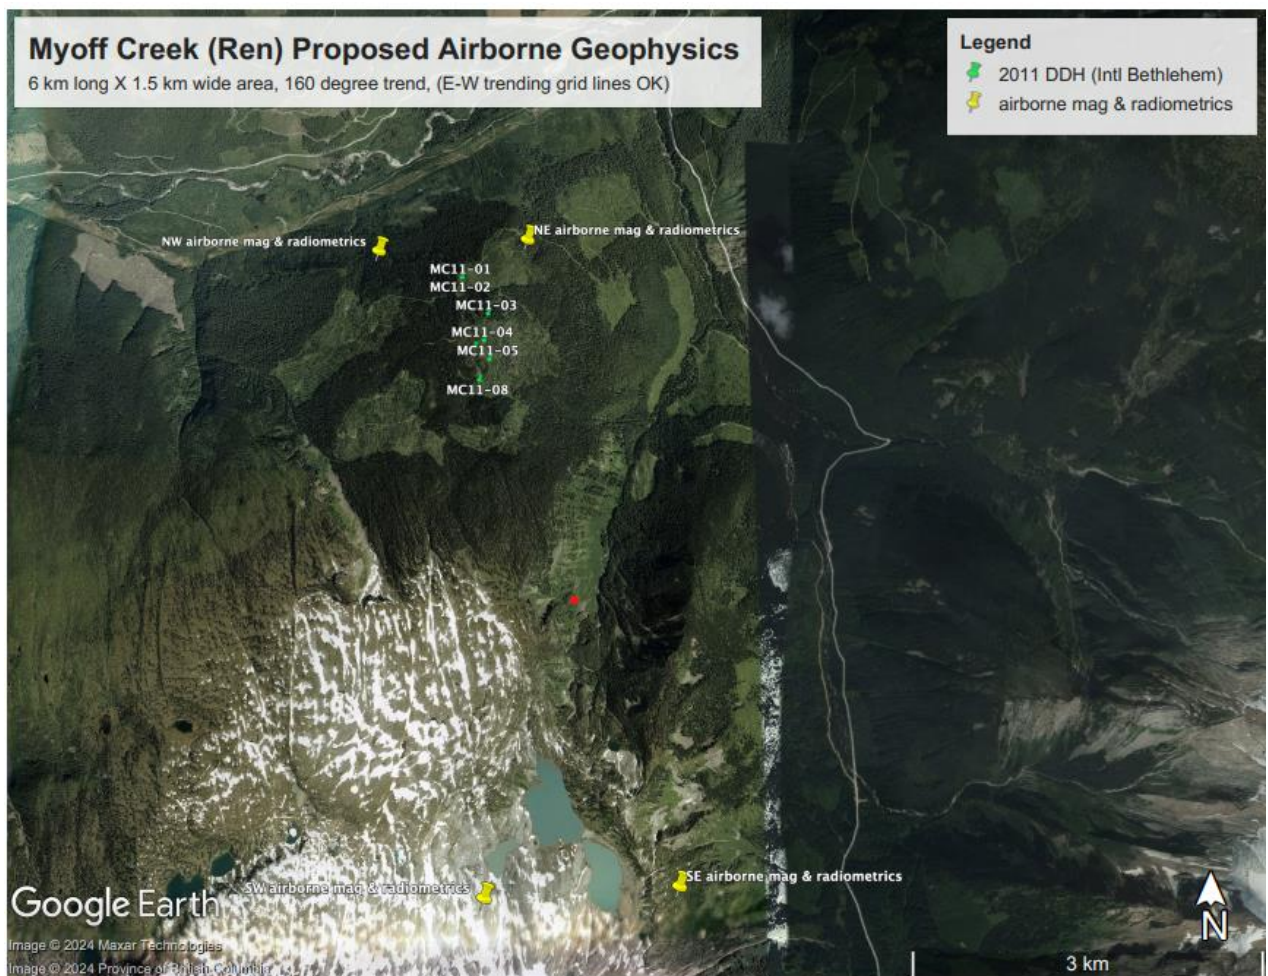 Myoff Creek (Ren) Proposed Airborne Geophysics
6 km long X 1.5 km wide area, 160 degree trend, (E-W trending grid lines OK)
Legend
2011 DDH (Intl Bethlehem)
airborne mag & radiometrics
NW airborne mag & radiometrics
NE airborne mag & radiometrics
MC11-01
MC11-02
MC11-03
MC11-04
MC11-05
MC11-08
SW airborne mag & radiometrics
SE airborne mag & radiometrics
Google Earth
Image © 2024 Maxar Technologies
Image © 2024 Province of British Columbia
N
3 km